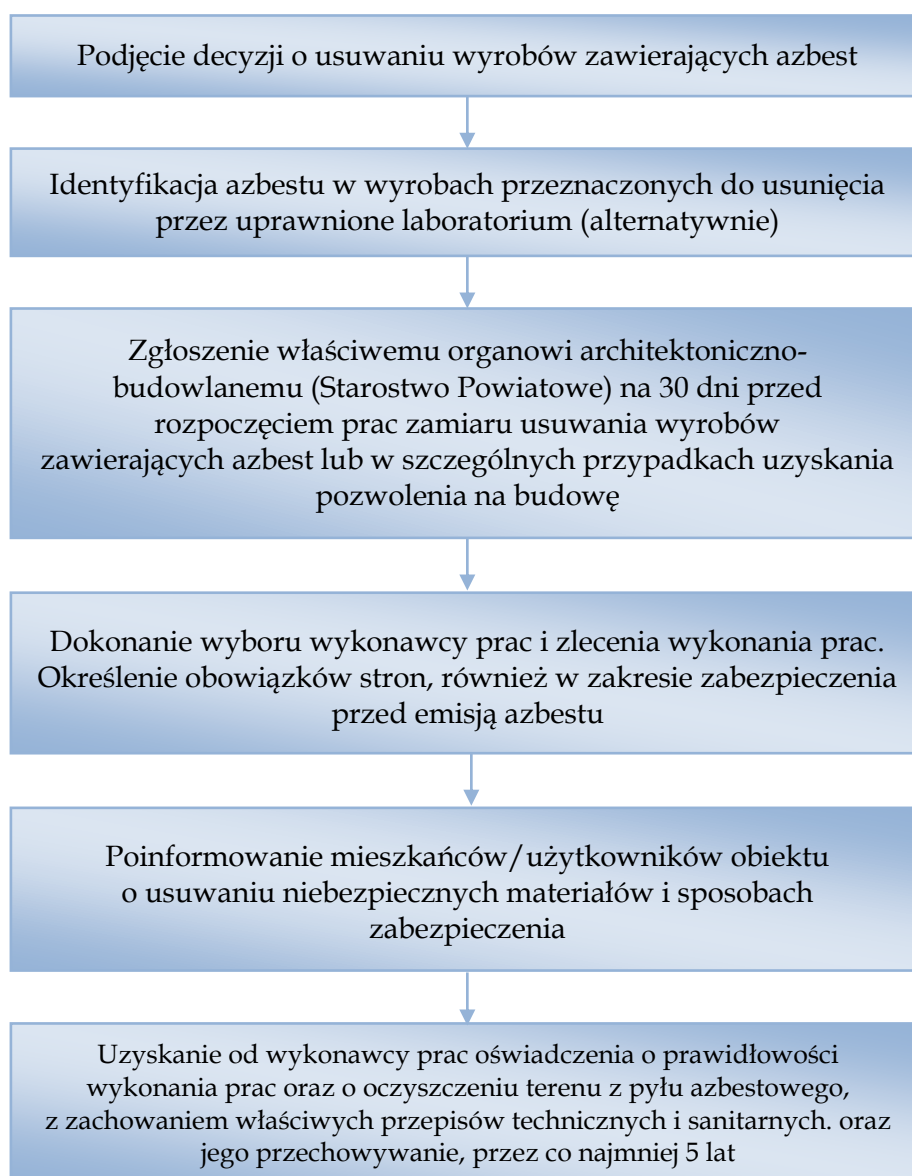 Podjęcie decyzji o usuwaniu wyrobów zawierających azbest
Identyfikacja azbestu w wyrobach przeznaczonych do usunięcia
przez uprawnione laboratorium (alternatywnie)
Zgłoszenie właściwemu organowi architektoniczno-
budowlanemu (Starostwo Powiatowe) na 30 dni przed
rozpoczęciem prac zamiaru usuwania wyrobów
zawierających azbest lub w szczególnych przypadkach uzyskania
pozwolenia na budowę
Dokonanie wyboru wykonawcy prac i zlecenia wykonania prac.
Określenie obowiązków stron, również w zakresie zabezpieczenia
przed emisją azbestu
Poinformowanie mieszkańców/użytkowników obiektu
o usuwaniu niebezpiecznych materiałów i sposobach
zabezpieczenia
Uzyskanie od wykonawcy prac oświadczenia o prawidłowości
wykonania prac oraz o oczyszczeniu terenu z pyłu azbestowego,
z zachowaniem właściwych przepisów technicznych i sanitarnych. oraz
jego przechowywanie, przez co najmniej 5 lat